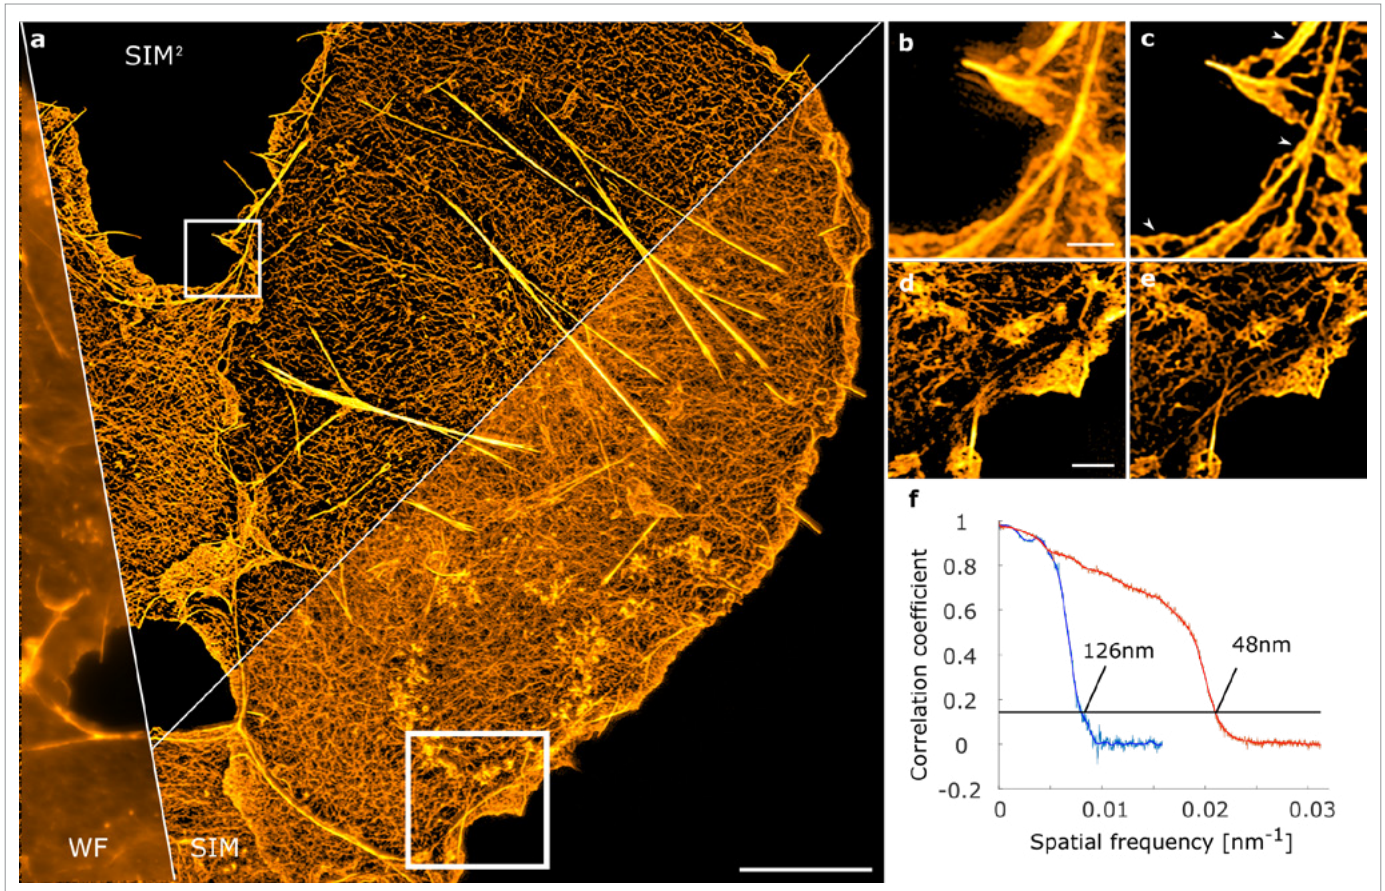 a
SIM²
WF
SIM
b
c
d
e
f
1
0.8
0.6
0.4
0.2
0
-0.2
126nm
48nm
0
0.01
0.02
0.03
Correlation coefficient
Spatial frequency [nm⁻¹]